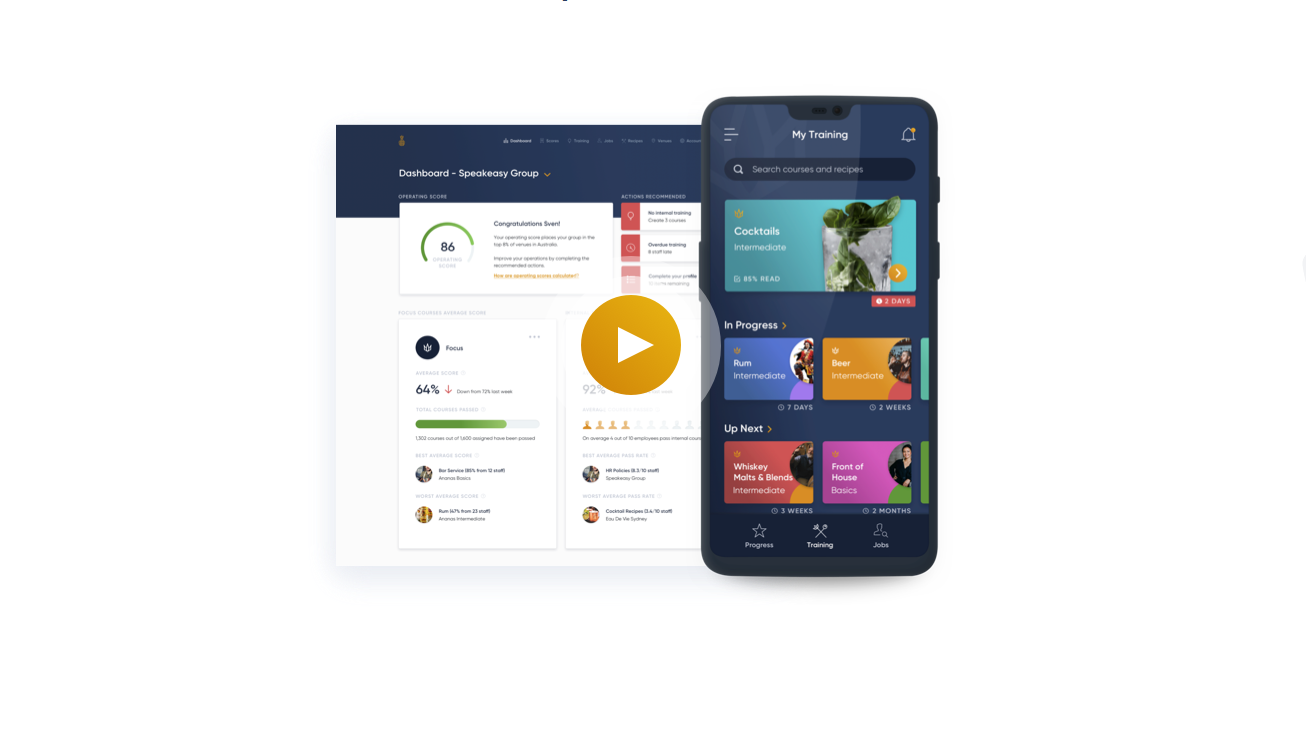 Dashboard
Scores
Training
Jobs
Recipes
Venues
Dashboard - Speakeasy Group
OPERATING SCORE
86
OPERATING
SCORE
Congratulations Sven!
Your operating score places your group in the
top 8% of venues in Australia.
Improve your operations by completing the
recommended actions.
How are operating scores calculated?
ACTIONS RECOMMENDED
No internal training
Create 3 courses
Overdue training
8 staff late
Complete your profile
remaining
FOCUS COURSES AVERAGE SCORE
Focus
AVERAGE SCORE
64%
Down from 72% last week
TOTAL COURSES PASSED
1,302 courses out of 1,600 assigned have been passed
BEST AVERAGE SCORE
Bar Service (85% from 12 staff)
Ananas Basics
WORST AVERAGE SCORE
Rum (47% from 23 staff)
Ananas Intermediate
92%
last week
On average 4 out of 10 employees pass internal cour
BEST AVERAGE PASS RATE
HR Policies (8.3/10 staff)
Speakeasy Group
WORST AVERAGE PASS RATE
Cocktail Recipes (3.4/10 staff)
Eau De Vie Sydney
My Training
Search courses and recipes
Cocktails
Intermediate
85% READ
2 DAYS
In Progress
Rum
Intermediate
7 DAYS
Beer
Intermediate
2 WEEKS
Up Next
Whiskey
Malts & Blends
Intermediate
3 WEEKS
Front of
House
Basics
2 MONTHS
Progress
Training
Jobs